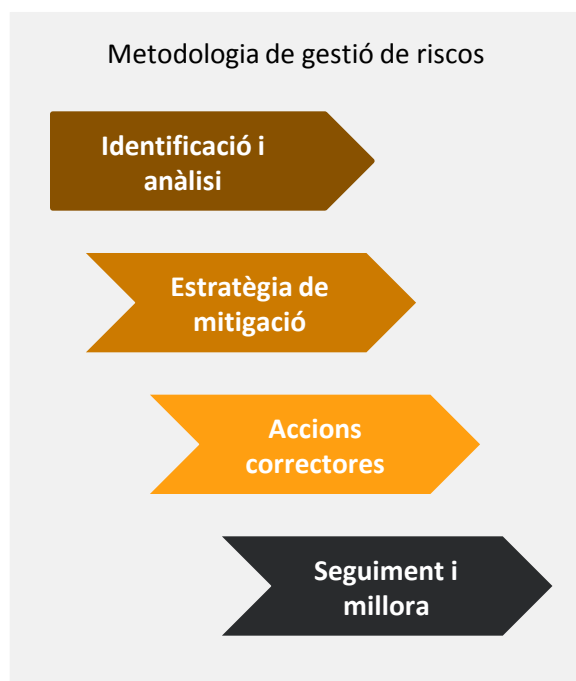 Metodologia de gestió de riscos
Identificació i
anàlisi
Estratègia de
mitigació
Accions
correctores
Seguiment i
millora